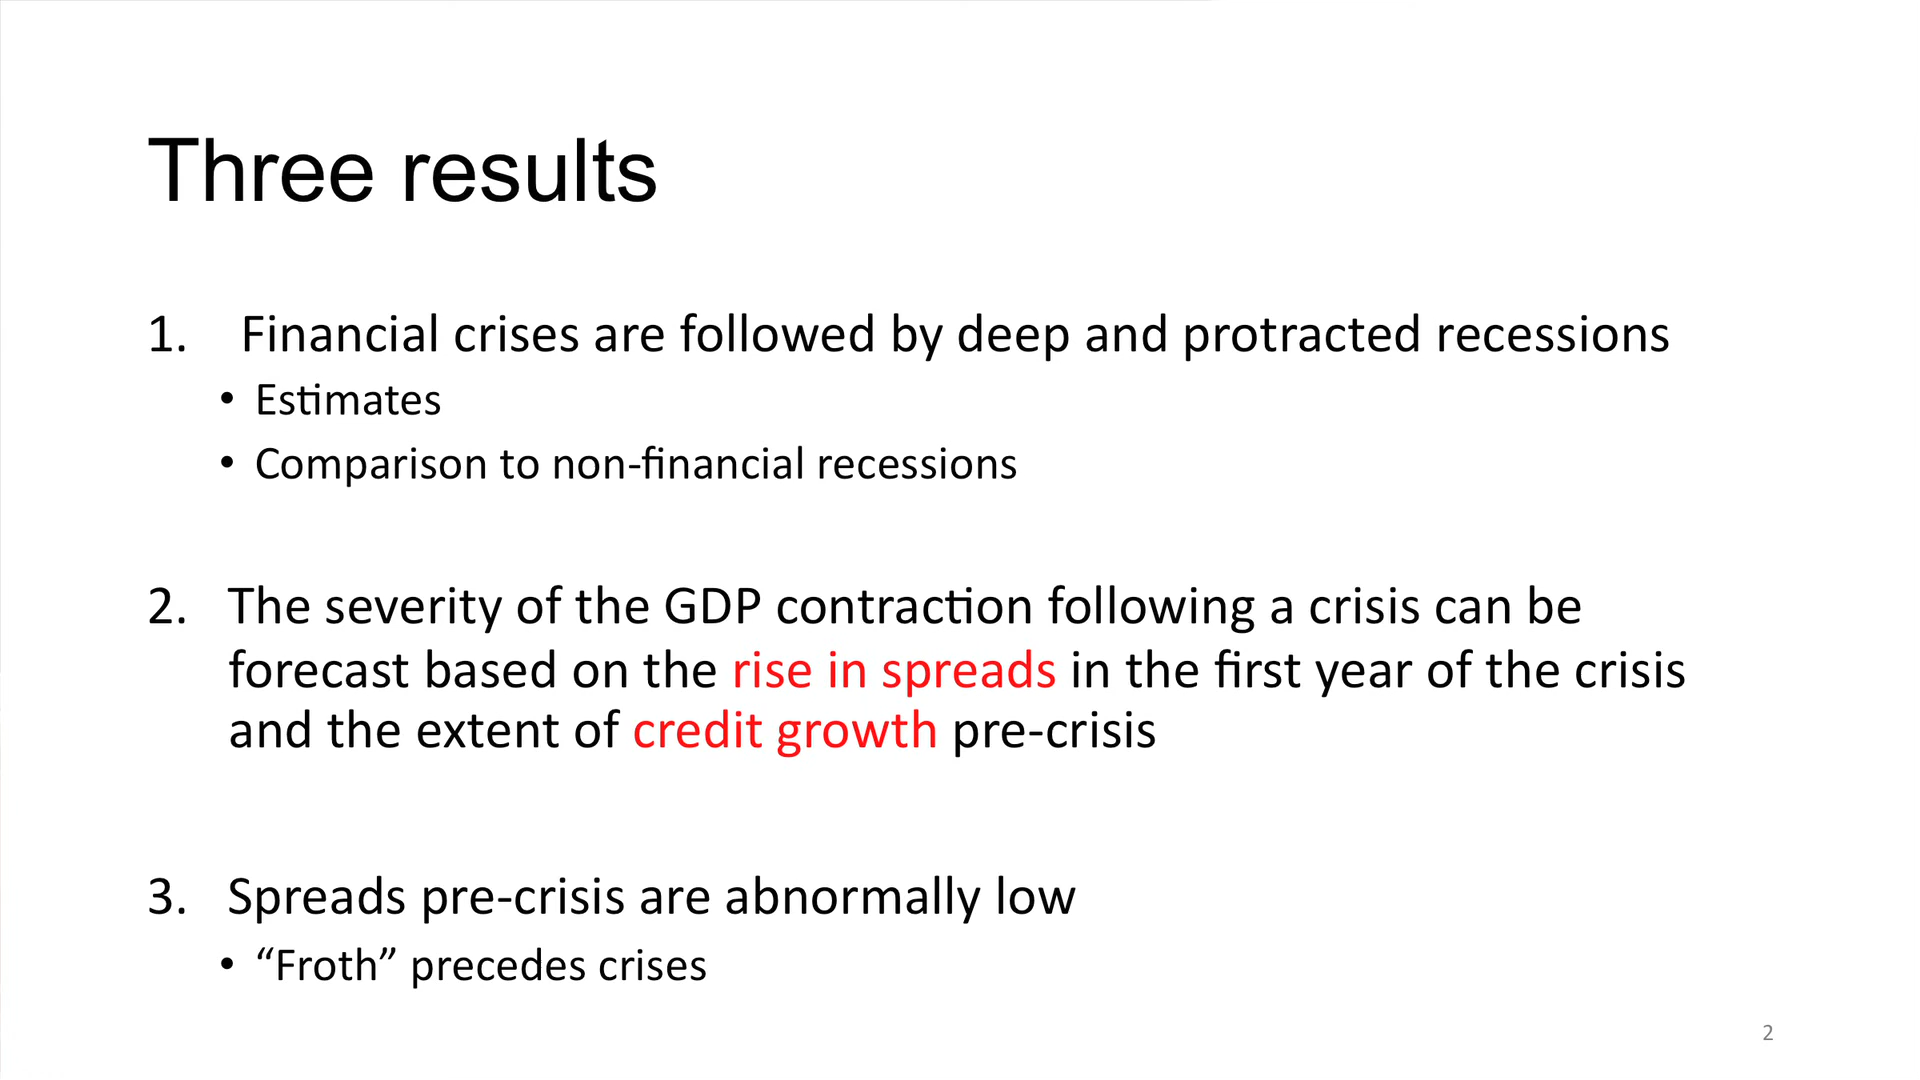 Three results
1. Financial crises are followed by deep and protracted recessions
• Estimates
• Comparison to non-financial recessions
2. The severity of the GDP contraction following a crisis can be
forecast based on the rise in spreads in the first year of the crisis
and the extent of credit growth pre-crisis
3. Spreads pre-crisis are abnormally low
• “Froth” precedes crises
2